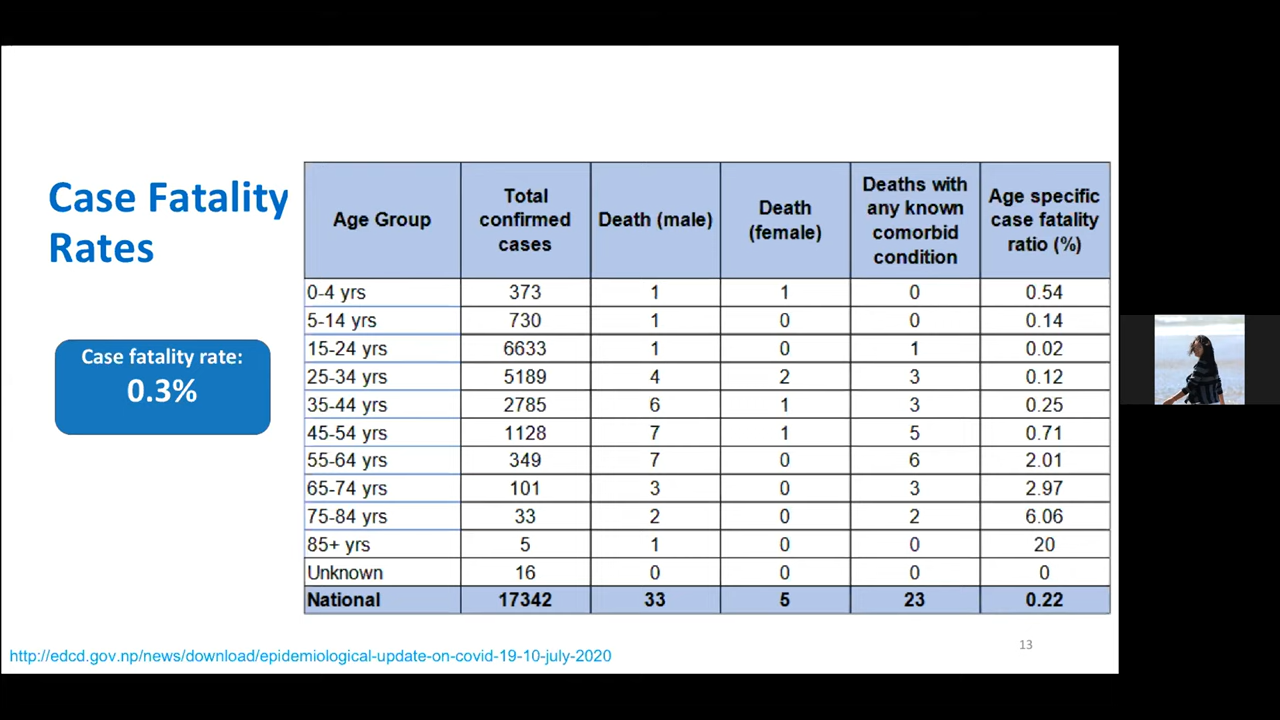 Case Fatality
Rates
Case fatality rate:
0.3%
Age Group Total confirmed cases Death (male) Death (female) Deaths with any known comorbid condition Age specific case fatality ratio (%)
0-4 yrs 373 1 1 0 0.54
5-14 yrs 730 1 0 0 0.14
15-24 yrs 6633 1 0 1 0.02
25-34 yrs 5189 4 2 3 0.12
35-44 yrs 2785 6 1 3 0.25
45-54 yrs 1128 7 1 5 0.71
55-64 yrs 349 7 0 6 2.01
65-74 yrs 101 3 0 3 2.97
75-84 yrs 33 2 0 2 6.06
85+ yrs 5 1 0 0 20
Unknown 16 0 0 0 0
National 17342 33 5 23 0.22
13
http://edcd.gov.np/news/download/epidemiological-update-on-covid-19-10-july-2020